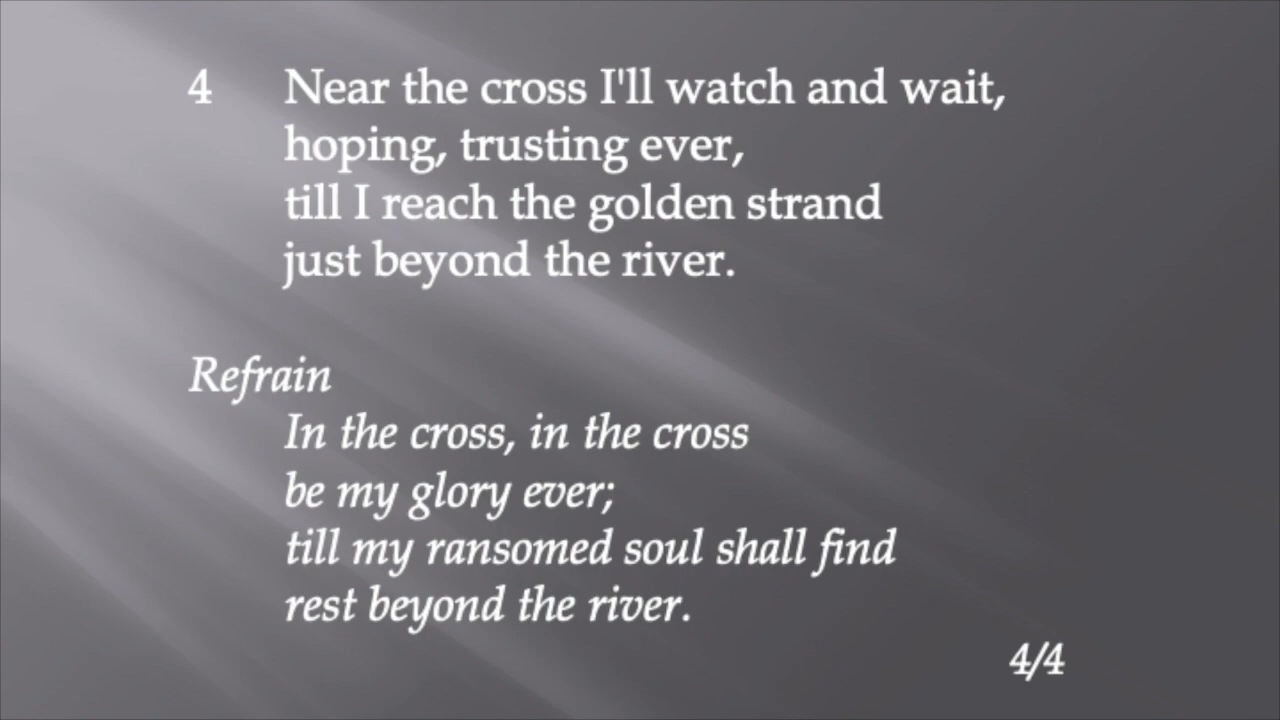 4 Near the cross I'll watch and wait,
hoping, trusting ever,
till I reach the golden strand
just beyond the river.
Refrain
In the cross, in the cross
be my glory ever;
till my ransomed soul shall find
rest beyond the river.
4/4